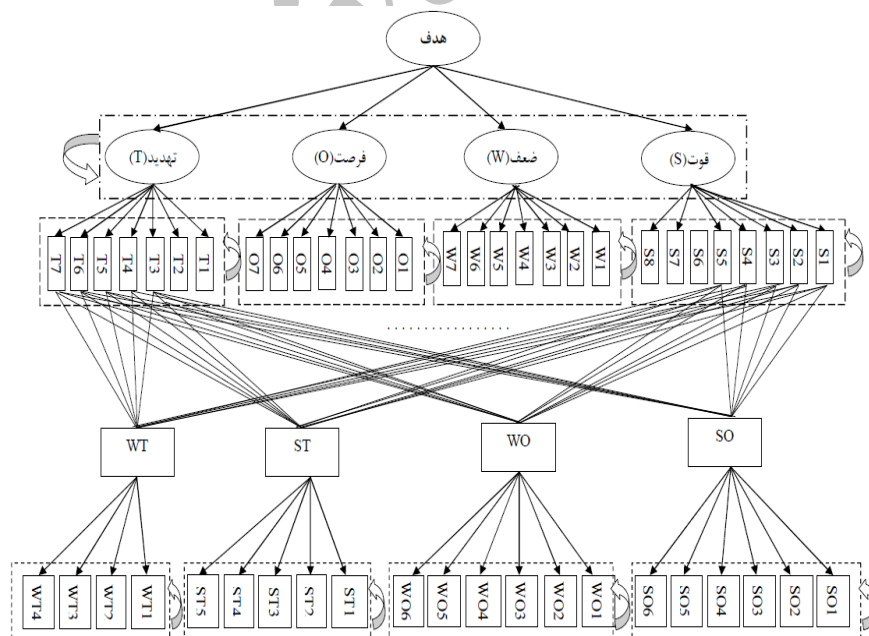 هدف
قوت(S) ضعف(W) فرصت(O) تهدید(T)
S1 S2 S3 S4 S5 S6 S7 S8 W1 W2 W3 W4 W5 W6 W7 O1 O2 O3 O4 O5 O6 O7 T1 T2 T3 T4 T5 T6 T7
. . . . . . . . . . . . . . . . .
SO WO ST WT
SO1 SO2 SO3 SO4 SO5 SO6 WO1 WO2 WO3 WO4 WO5 WO6 ST1 ST2 ST3 ST4 ST5 WT1 WT2 WT3 WT4